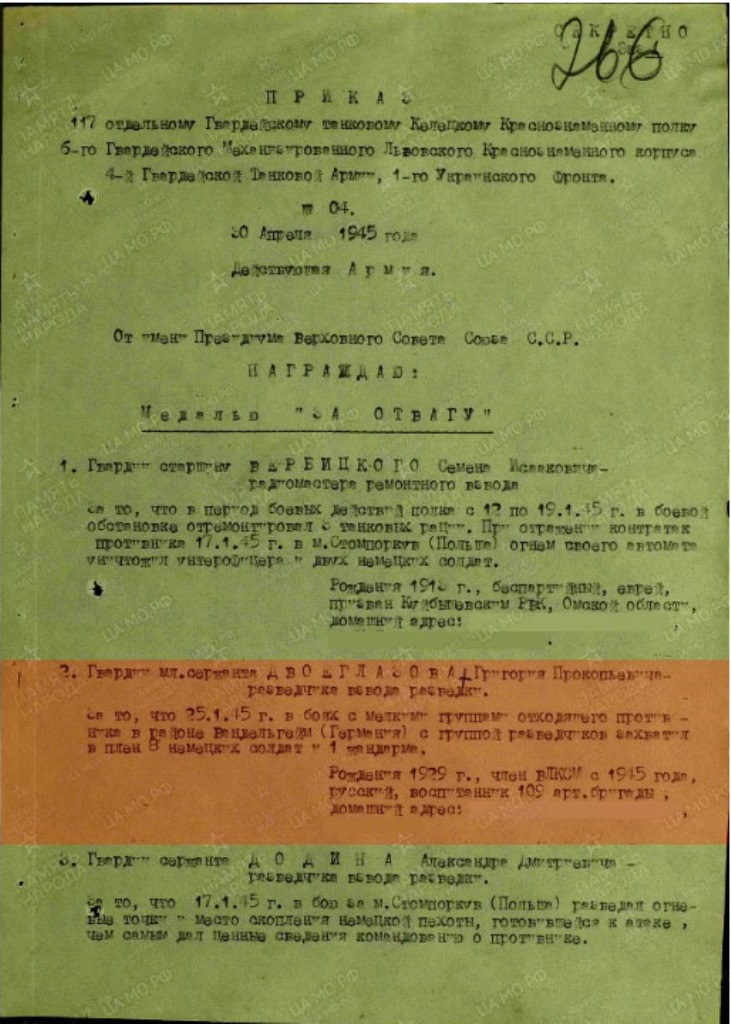 СЕКРЕТНО
Экз.
266
ПРИКАЗ
117 отдельному Гвардейскому танковому Келецкому Краснознаменному полку
6-го Гвардейского Механизированного Львовского Краснознаменного корпуса
4-й Гвардейской Танковой Армии, 1-го Украинского Фронта.
№ 04.
30 Апреля 1945 года
Действующая Армия.
От имени Президиума Верховного Совета Союза С.С.Р.
НАГРАЖДАЮ:
Медалью "ЗА ОТВАГУ"
1. Гвардии старшину ВЕРБИЦКОГО Семена Исааковича-
радиомастера ремонтного взвода
За то, что в период боевых действий полка с 12 по 19.1.45 г. в боевой
обстановке отремонтировал танковых рации. При отражении контратак
противника 17.1.45 г. в м.Стомпоркув (Польша) огнем своего автомата
уничтожил унтерофицера и двух немецких солдат.
Рождения г., беспартийный, еврей,
призван Куйбышевским РВК, Омской области,
домашний адрес:
2. Гвардии мл.сержанта ДВОЕГЛАЗОВА Григория Прокопьевича-
разведчика взвода разведки.
За то, что 25.1.45 г. в боях с мелкими группами отходящего против -
ника в районе Вандельгейм (Германия) с группой разведчиков захватил
в плен 8 немецких солдат и 1 жандарма.
Рождения 1929 г., член ВЛКСМ с 1945 года,
русский, воспитанник 109 арт.бригады ,
домашний адрес:
3. Гвардии сержанта ДОДИНА Александра Дмитриевича -
разведчика взвода разведки.
За то, что 17.1.45 г. в бою за м.Стомпоркув (Польша) разведал огне-
вые точки и место скопления немецкой пехоты, готовившейся к атаке ,
чем самым дал ценные сведения командованию о противнике.